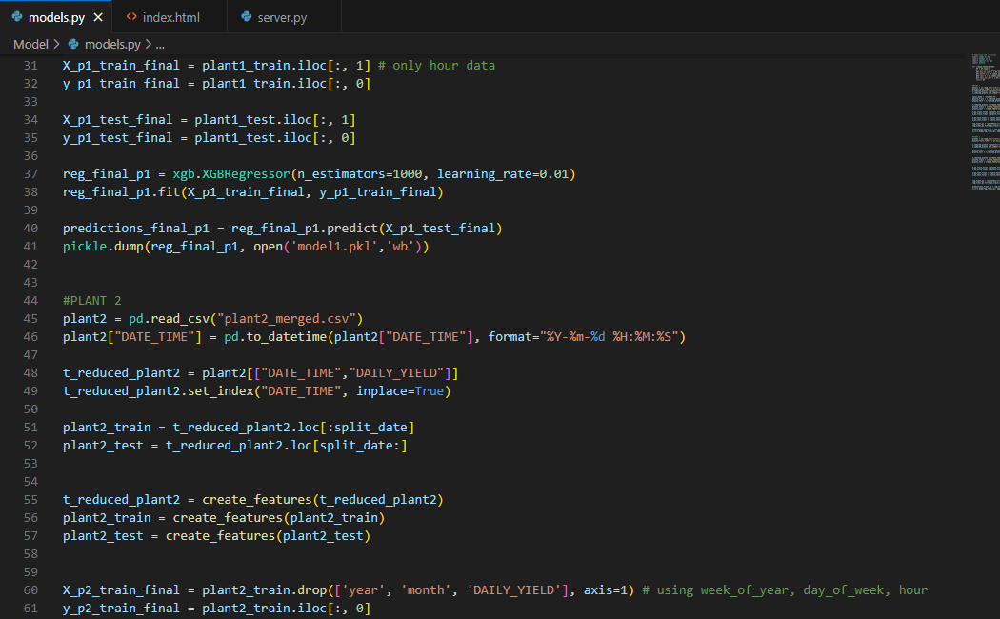 models.py × index.html server.py
Model > models.py > ...
31 X_p1_train_final = plant1_train.iloc[:, 1] # only hour data
32 y_p1_train_final = plant1_train.iloc[:, 0]
33
34 X_p1_test_final = plant1_test.iloc[:, 1]
35 y_p1_test_final = plant1_test.iloc[:, 0]
36
37 reg_final_p1 = xgb.XGBRegressor(n_estimators=1000, learning_rate=0.01)
38 reg_final_p1.fit(X_p1_train_final, y_p1_train_final)
39
40 predictions_final_p1 = reg_final_p1.predict(X_p1_test_final)
41 pickle.dump(reg_final_p1, open('model1.pkl','wb'))
42
43
44 #PLANT 2
45 plant2 = pd.read_csv("plant2_merged.csv")
46 plant2["DATE_TIME"] = pd.to_datetime(plant2["DATE_TIME"], format="%Y-%m-%d %H:%M:%S")
47
48 t_reduced_plant2 = plant2[["DATE_TIME","DAILY_YIELD"]]
49 t_reduced_plant2.set_index("DATE_TIME", inplace=True)
50
51 plant2_train = t_reduced_plant2.loc[:split_date]
52 plant2_test = t_reduced_plant2.loc[split_date:]
53
54
55 t_reduced_plant2 = create_features(t_reduced_plant2)
56 plant2_train = create_features(plant2_train)
57 plant2_test = create_features(plant2_test)
58
59
60 X_p2_train_final = plant2_train.drop(['year', 'month', 'DAILY_YIELD'], axis=1) # using week_of_year, day_of_week, hour
61 y_p2_train_final = plant2_train.iloc[:, 0]